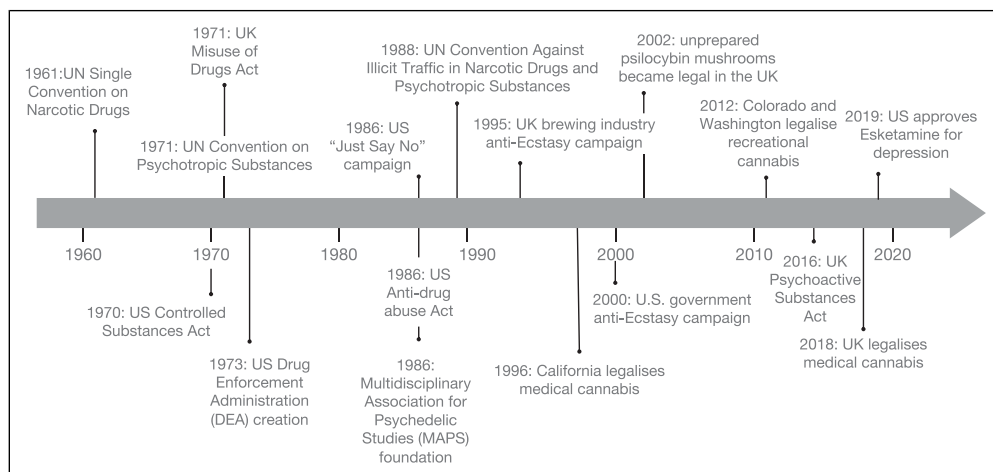 1961:UN Single
Convention on
Narcotic Drugs
1971: UK
Misuse of
Drugs Act
1971: UN Convention on
Psychotropic Substances
1986: US
“Just Say No”
campaign
1988: UN Convention Against
Illicit Traffic in Narcotic Drugs and
Psychotropic Substances
1995: UK brewing industry
anti-Ecstasy campaign
2002: unprepared
psilocybin mushrooms
became legal in the UK
2012: Colorado and
Washington legalise
recreational
cannabis
2019: US approves
Esketamine for
depression
1960
1970
1980
1990
2000
2010
2020
1970: US Controlled
Substances Act
1973: US Drug
Enforcement
Administration
(DEA) creation
1986: US
Anti-drug
abuse Act
1986:
Multidisciplinary
Association for
Psychedelic
Studies (MAPS)
foundation
1996: California legalises
medical cannabis
2000: U.S. government
anti-Ecstasy campaign
2016: UK
Psychoactive
Substances
Act
2018: UK legalises
medical cannabis